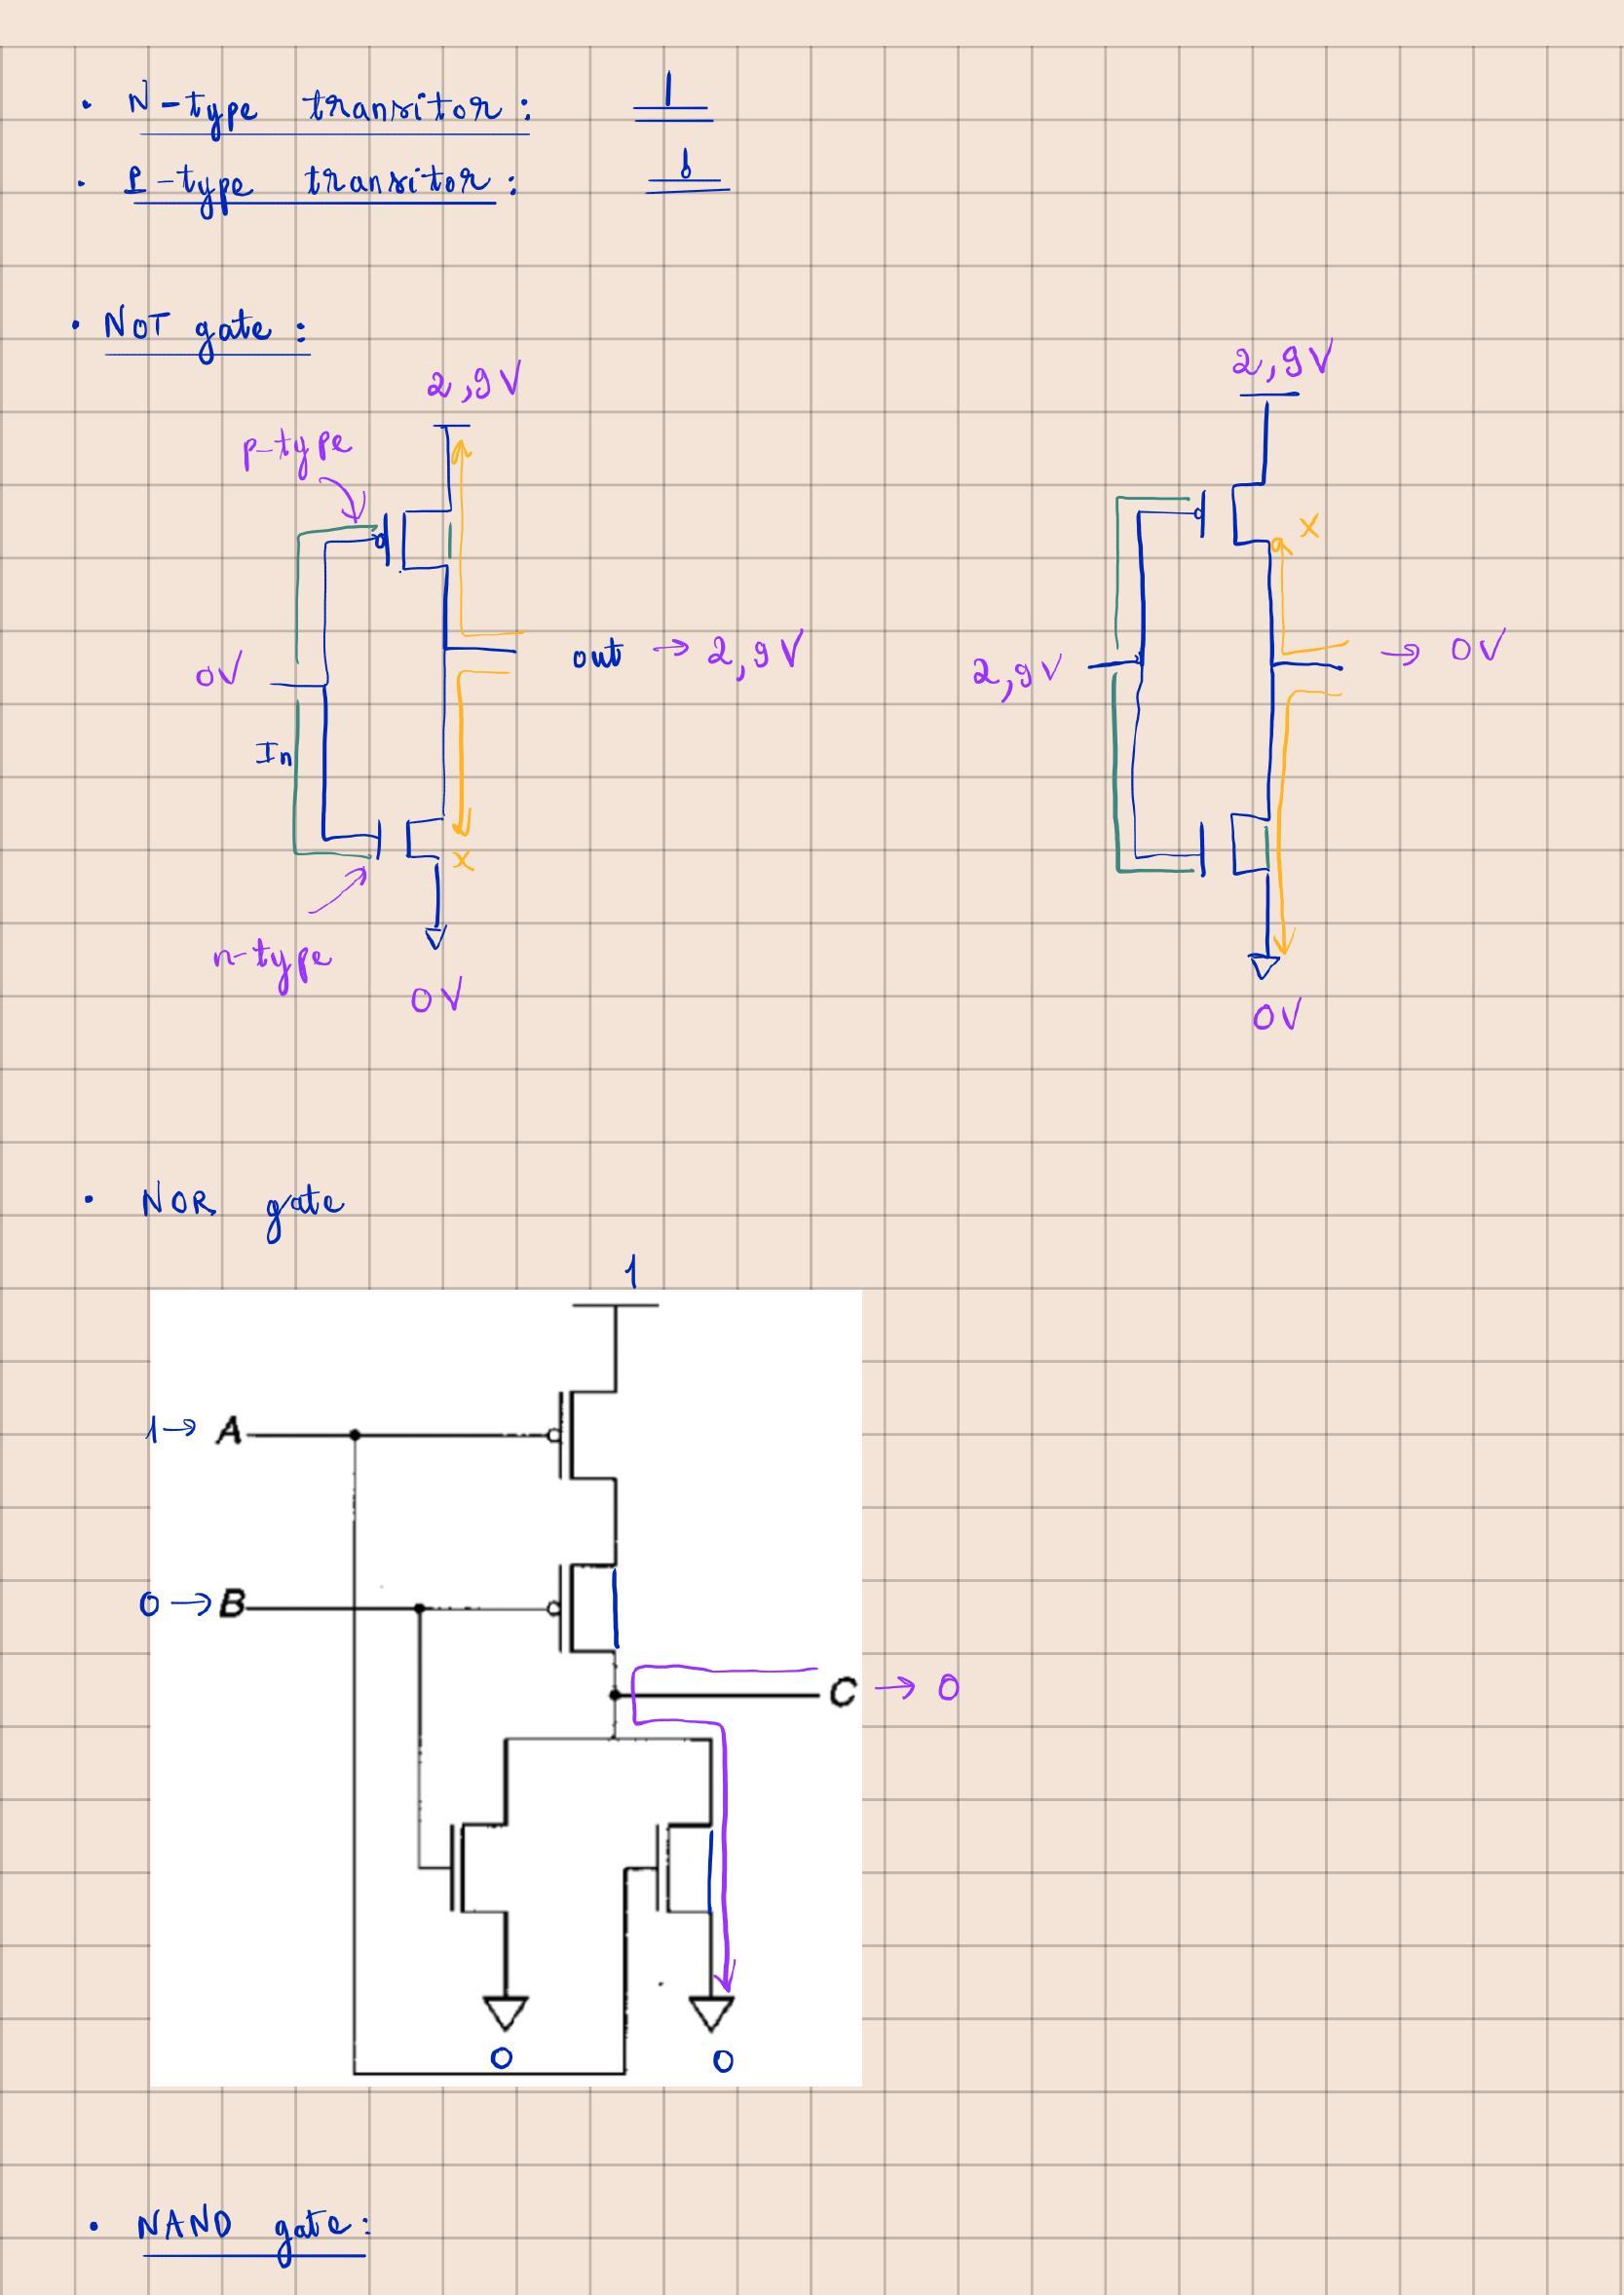 • N-type transitor :
• P-type transitor :
• NOT gate :
2,9V
2,9V
p-type
out → 2,9V
0V
2,9V
→ 0V
x
In
x
n-type
0V
0V
• NOR gate
1
1→ A
0→ B
C → 0
0 0
• NAND gate: